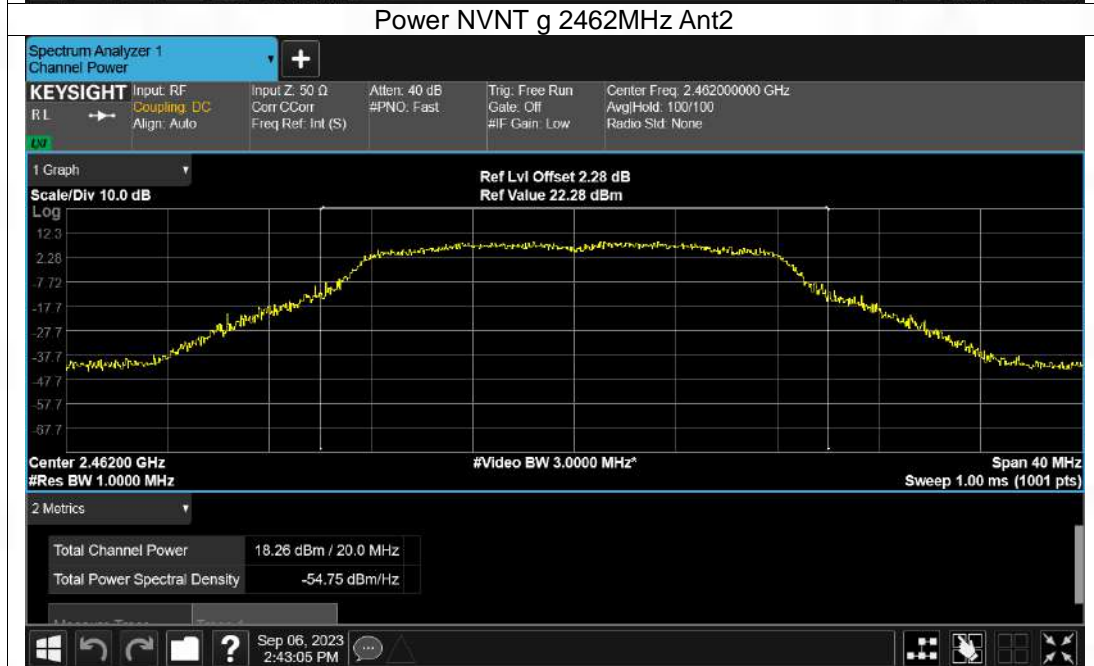 Power NVNT g 2462MHz Ant2
Spectrum Analyzer 1
Channel Power
+
KEYSIGHT
Input: RF
Input Z: 50 Ω
Atten: 40 dB
Trig: Free Run
Center Freq: 2.462000000 GHz
RL
Coupling: DC
Corr CCorr
#PNO: Fast
Gate: Off
Avg|Hold: 100/100
Align: Auto
Freq Ref: Int (S)
#IF Gain: Low
Radio Std: None
LXI
1 Graph
Ref Lvl Offset 2.28 dB
Scale/Div 10.0 dB
Ref Value 22.28 dBm
Log
12.3
2.28
-7.72
-17.7
-27.7
-37.7
-47.7
-57.7
-67.7
Center 2.46200 GHz
#Video BW 3.0000 MHz*
Span 40 MHz
#Res BW 1.0000 MHz
Sweep 1.00 ms (1001 pts)
2 Metrics
Total Channel Power
18.26 dBm / 20.0 MHz
Total Power Spectral Density
-54.75 dBm/Hz
?
Sep 06, 2023
2:43:05 PM